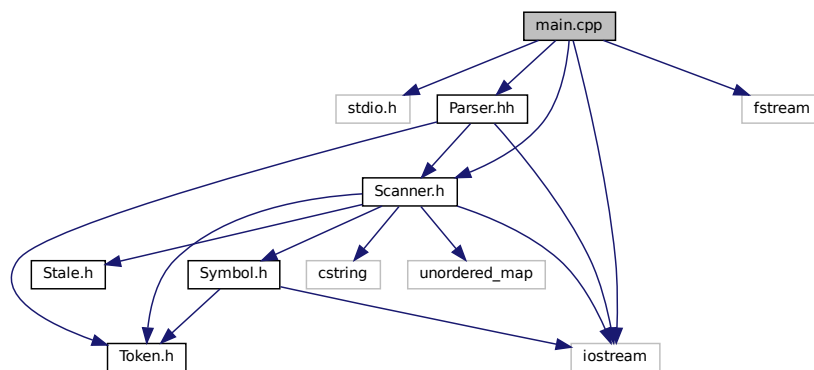 main.cpp
stdio.h
Parser.hh
fstream
Scanner.h
Stale.h
Symbol.h
cstring
unordered_map
Token.h
iostream